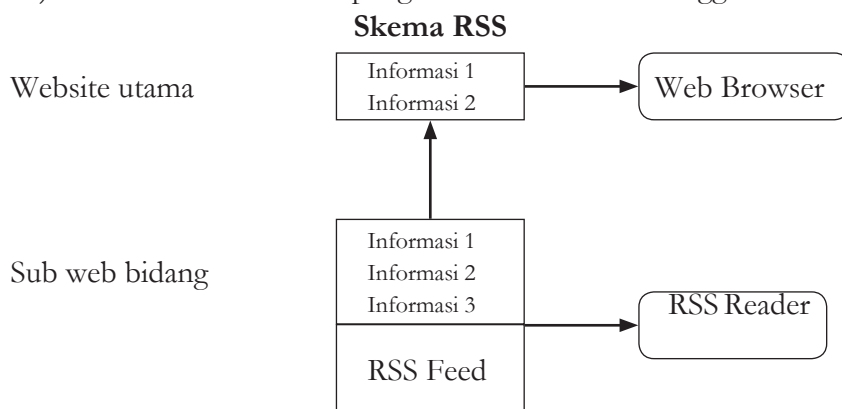 Skema RSS
Website utama
Informasi 1
Informasi 2
Web Browser
Sub web bidang
Informasi 1
Informasi 2
Informasi 3
RSS Reader
RSS Feed